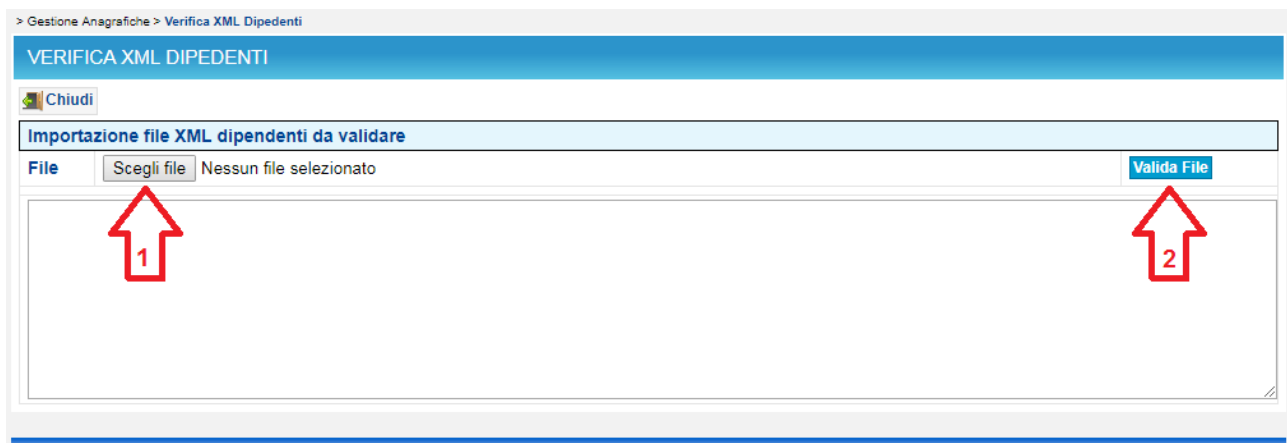 > Gestione Anagrafiche > Verifica XML Dipedenti
VERIFICA XML DIPEDENTI
Chiudi
Importazione file XML dipendenti da validare
File Scegli file Nessun file selezionato Valida File
1 2